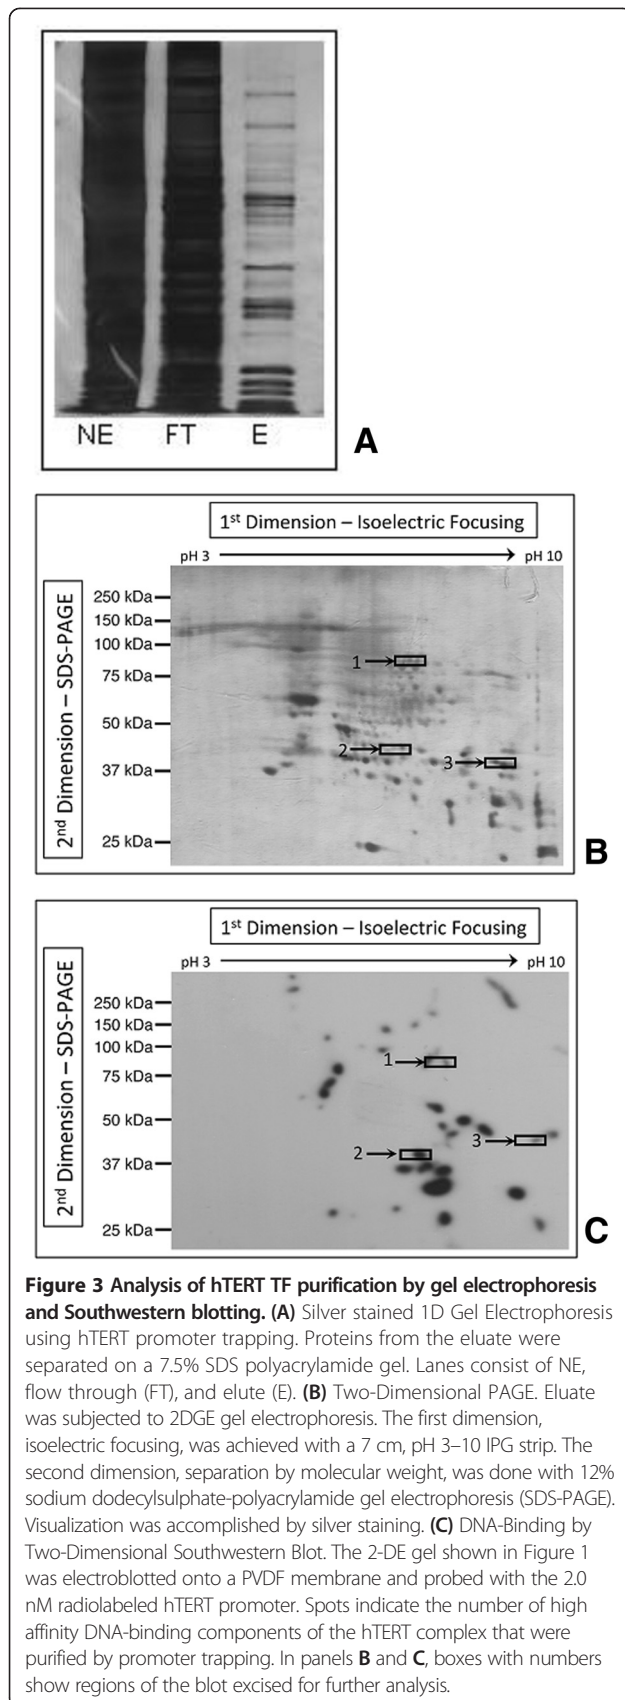 NE FT E
A
1st Dimension – Isoelectric Focusing
pH 3 pH 10
2nd Dimension – SDS-PAGE
250 kDa
150 kDa
100 kDa
75 kDa
50 kDa
37 kDa
25 kDa
1
2
3
B
1st Dimension – Isoelectric Focusing
pH 3 pH 10
2nd Dimension – SDS-PAGE
250 kDa
150 kDa
100 kDa
75 kDa
50 kDa
37 kDa
25 kDa
1
2
3
C
Figure 3 Analysis of hTERT TF purification by gel electrophoresis
and Southwestern blotting. (A) Silver stained 1D Gel Electrophoresis
using hTERT promoter trapping. Proteins from the eluate were
separated on a 7.5% SDS polyacrylamide gel. Lanes consist of NE,
flow through (FT), and elute (E). (B) Two-Dimensional PAGE. Eluate
was subjected to 2DGE gel electrophoresis. The first dimension,
isoelectric focusing, was achieved with a 7 cm, pH 3–10 IPG strip. The
second dimension, separation by molecular weight, was done with 12%
sodium dodecylsulphate-polyacrylamide gel electrophoresis (SDS-PAGE).
Visualization was accomplished by silver staining. (C) DNA-Binding by
Two-Dimensional Southwestern Blot. The 2-DE gel shown in Figure 1
was electroblotted onto a PVDF membrane and probed with the 2.0
nM radiolabeled hTERT promoter. Spots indicate the number of high
affinity DNA-binding components of the hTERT complex that were
purified by promoter trapping. In panels B and C, boxes with numbers
show regions of the blot excised for further analysis.